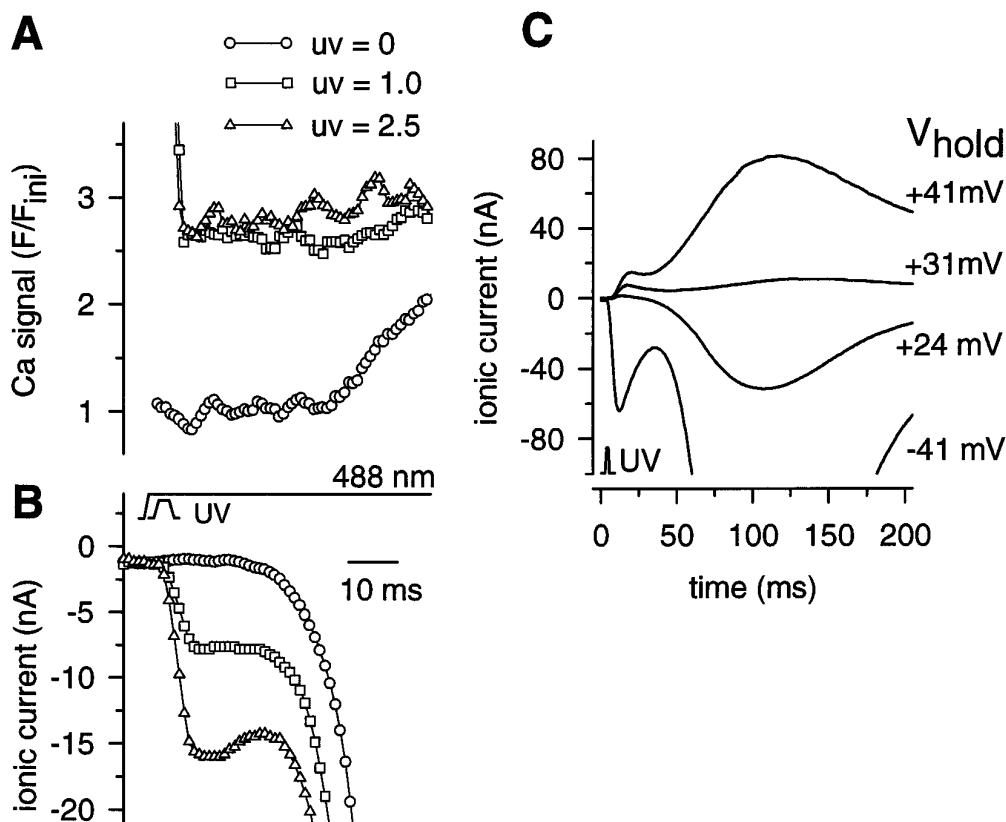 A
uv = 0
uv = 1.0
uv = 2.5
Ca signal (F/Fini)
3
2
1
488 nm
B
UV
10 ms
ionic current (nA)
0
-5
-10
-15
-20
C
Vhold
+41mV
+31mV
+24 mV
-41 mV
ionic current (nA)
80
40
0
-40
-80
UV
0
50
100
150
200
time (ms)